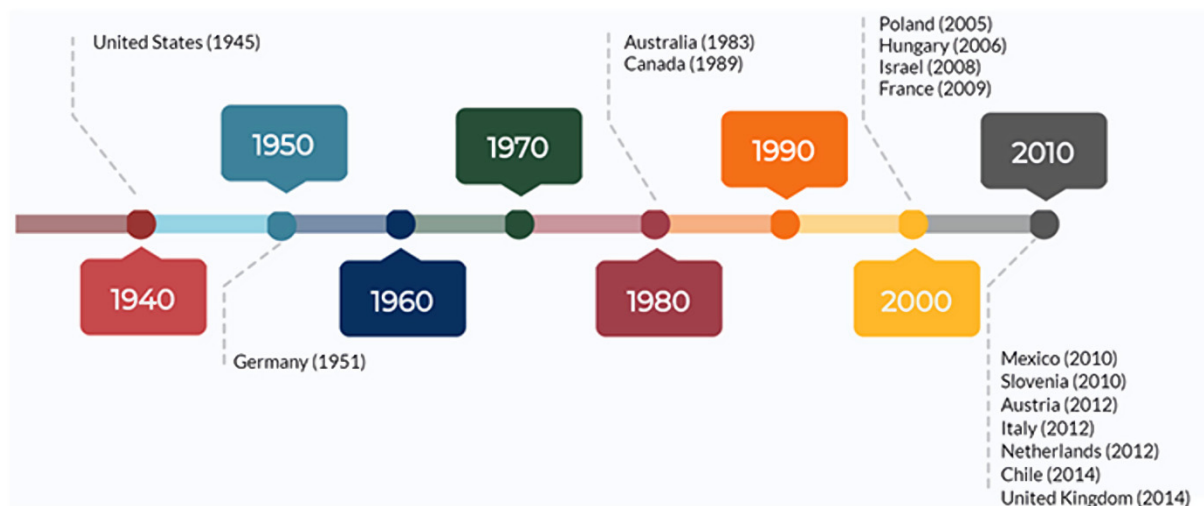 United States (1945)
Australia (1983)
Canada (1989)
Poland (2005)
Hungary (2006)
Israel (2008)
France (2009)
1950
1970
1990
2010
1940
1960
1980
2000
Germany (1951)
Mexico (2010)
Slovenia (2010)
Austria (2012)
Italy (2012)
Netherlands (2012)
Chile (2014)
United Kingdom (2014)